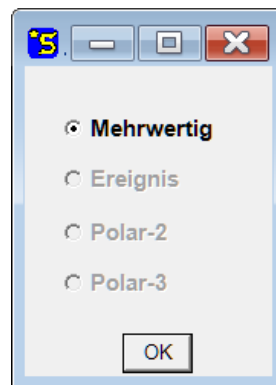 *S .
Mehrwertig
Ereignis
Polar-2
Polar-3
OK